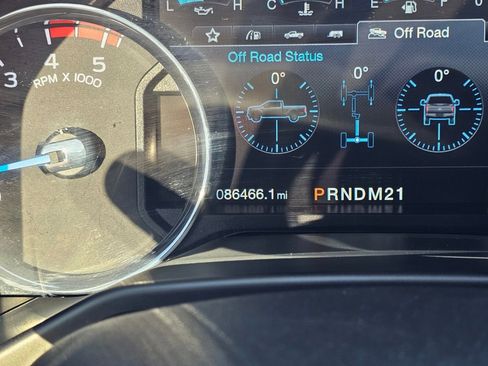 L H C H E F
Off Road
Off Road Status
0° 0° 0°
3 4 5
RPM X 1000
086466.1 mi
PRNDM21